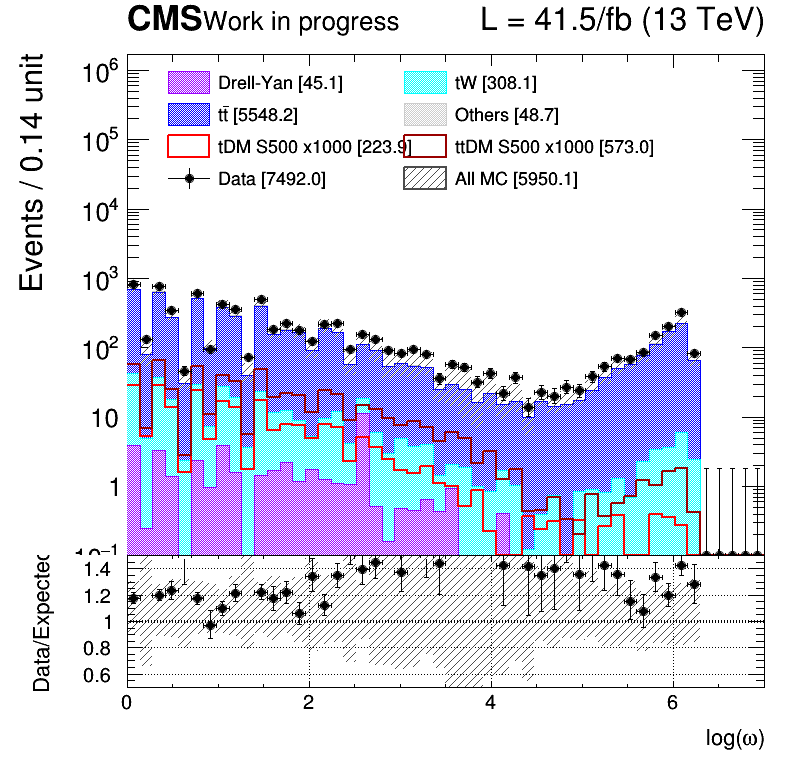 CMS Work in progress L = 41.5/fb (13 TeV)
Events / 0.14 unit
Drell-Yan [45.1] tW [308.1]
tt̄ [5548.2] Others [48.7]
tDM S500 x1000 [223.9] ttDM S500 x1000 [573.0]
Data [7492.0] All MC [5950.1]
10⁶
10⁵
10⁴
10³
10²
10
1
10⁻¹
Data/Expected
1.4
1.2
1
0.8
0.6
0 2 4 6
log(ω)